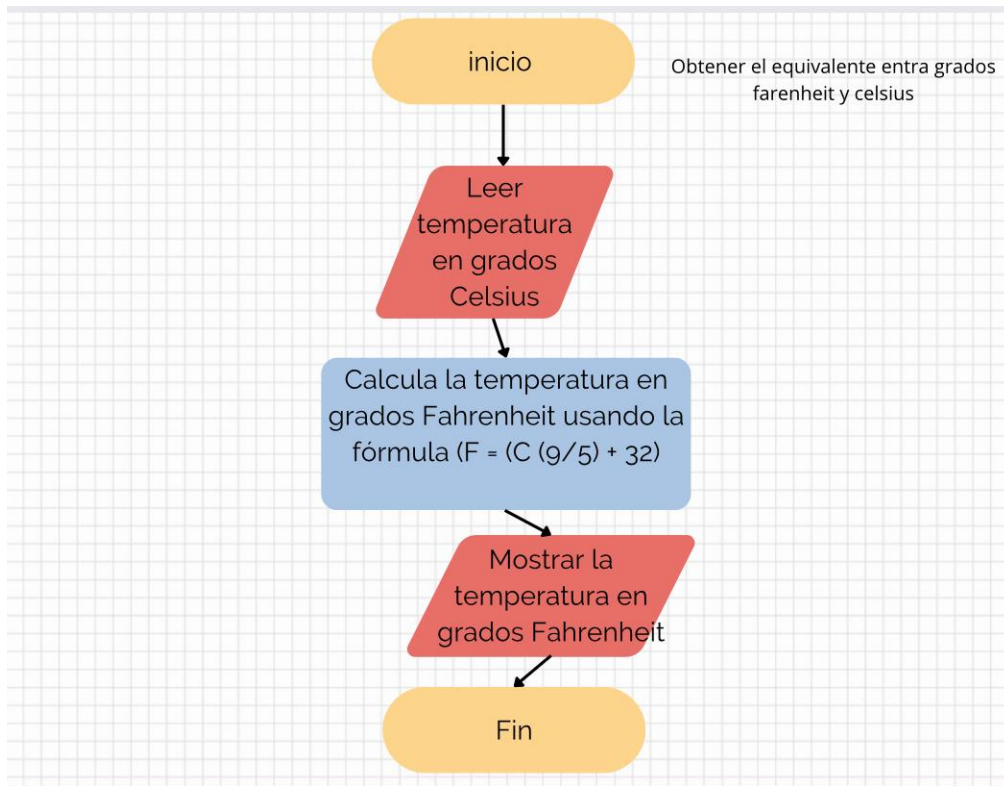 inicio
Obtener el equivalente entra grados
farenheit y celsius
Leer
temperatura
en grados
Celsius
Calcula la temperatura en
grados Fahrenheit usando la
fórmula (F = (C (9/5) + 32)
Mostrar la
temperatura en
grados Fahrenheit
Fin